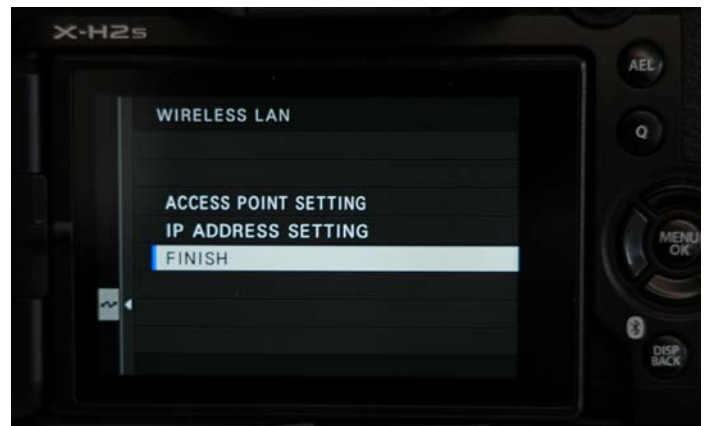 X-H2S
AEL
Q
WIRELESS LAN
ACCESS POINT SETTING
IP ADDRESS SETTING
FINISH
MENU
OK
DISP
BACK